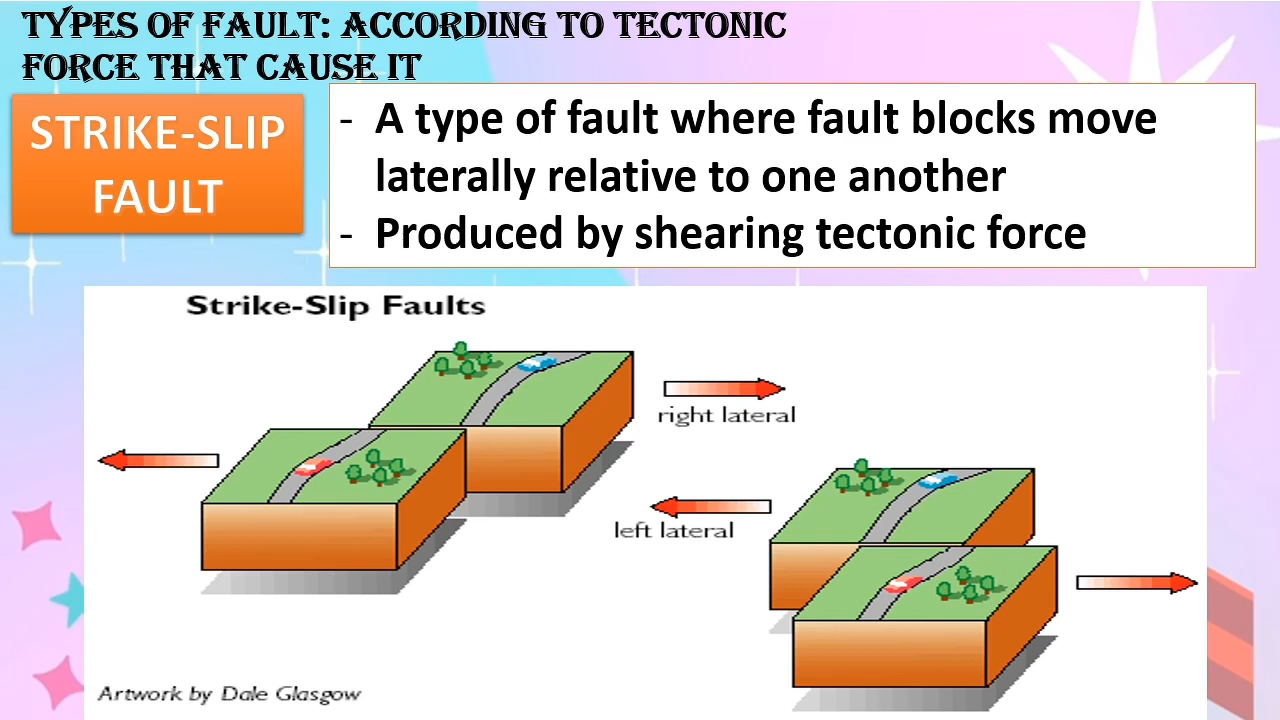 TYPES OF FAULT: ACCORDING TO TECTONIC
FORCE THAT CAUSE IT
STRIKE-SLIP
FAULT
- A type of fault where fault blocks move
laterally relative to one another
- Produced by shearing tectonic force
Strike-Slip Faults
right lateral
left lateral
Artwork by Dale Glasgow